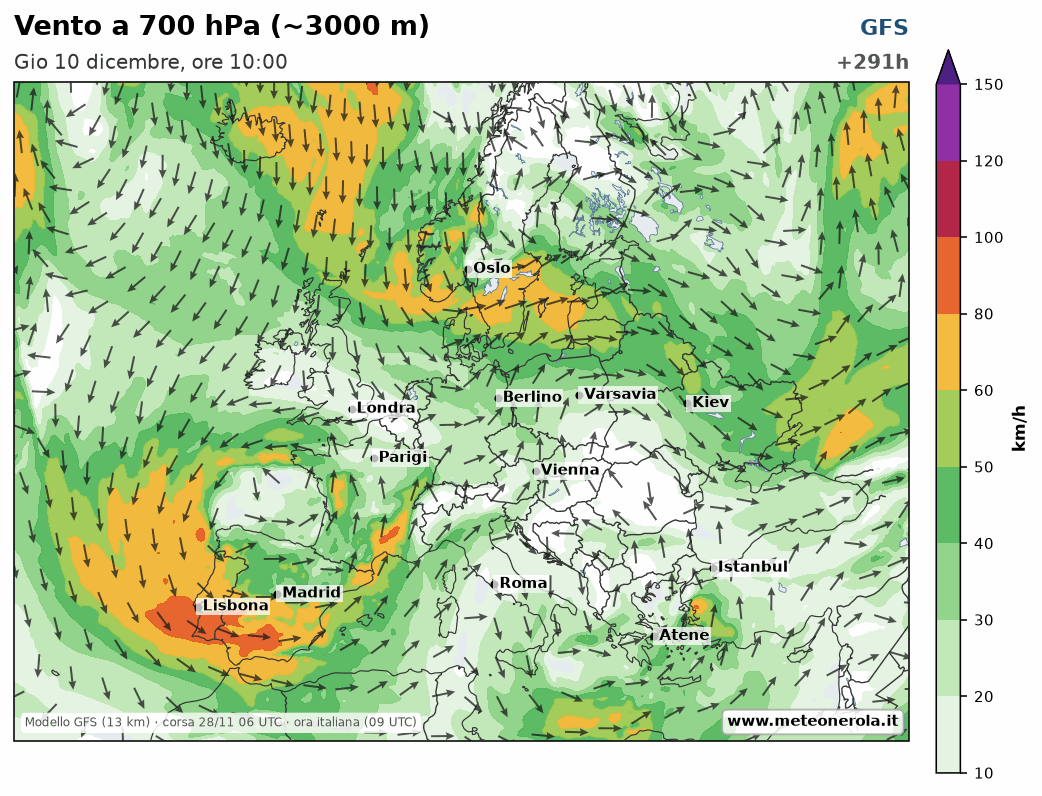 Vento a 700 hPa (~3000 m)
GFS
Gio 10 dicembre, ore 10:00
+291h
150
120
100
80
60
50
40
30
20
10
km/h
Oslo
Berlino
Varsavia
Kiev
Londra
Parigi
Vienna
Istanbul
Roma
Madrid
Lisbona
Atene
Modello GFS (13 km) · corsa 28/11 06 UTC · ora italiana (09 UTC)
www.meteonerola.it